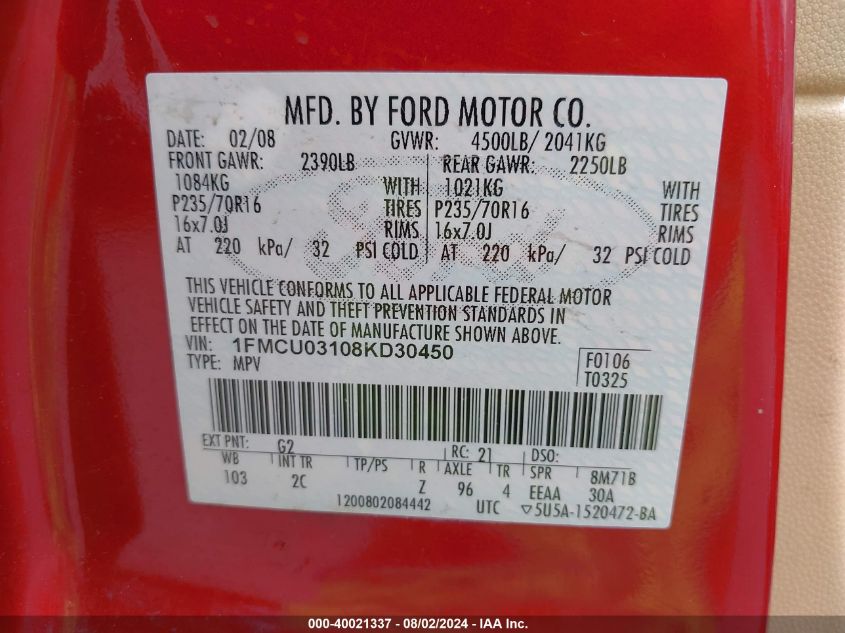 MFD. BY FORD MOTOR CO.
DATE: 02/08 GVWR: 4500LB/ 2041KG
FRONT GAWR: 2390LB REAR GAWR: 2250LB
1084KG WITH 1021KG WITH
P235/70R16 TIRES P235/70R16 TIRES
16x7.0J RIMS 16x7.0J RIMS
AT 220 kPa/ 32 PSI COLD AT 220 kPa/ 32 PSI COLD
THIS VEHICLE CONFORMS TO ALL APPLICABLE FEDERAL MOTOR
VEHICLE SAFETY AND THEFT PREVENTION STANDARDS IN
EFFECT ON THE DATE OF MANUFACTURE SHOWN ABOVE.
VIN: 1FMCU03108KD30450 F0106
TYPE: MPV T0325
EXT PNT: G2 RC: 21 DSO:
WB INT TR TP/PS R AXLE TR SPR 8M71B
103 2C Z 96 4 EEAA 30A
1200802084442 UTC ▽5U5A-1520472-BA
000-40021337 - 08/02/2024 - IAA Inc.